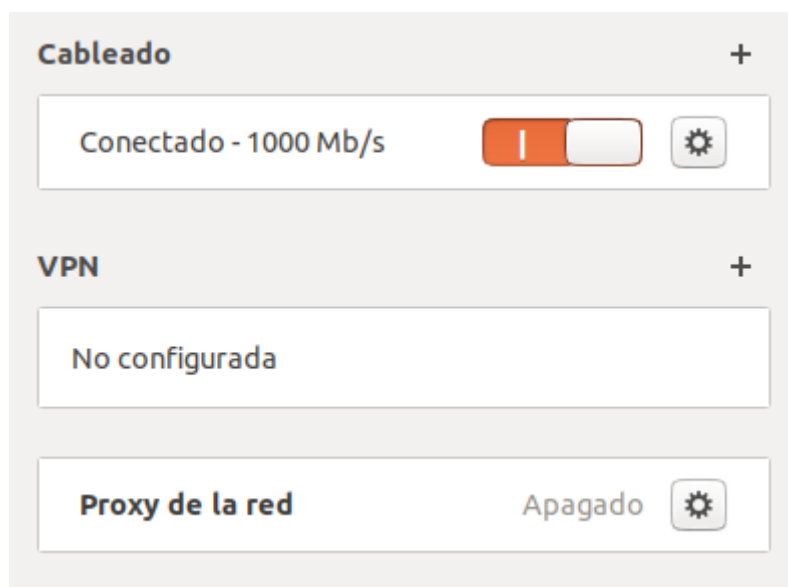 Cableado +
Conectado - 1000 Mb/s
VPN +
No configurada
Proxy de la red Apagado